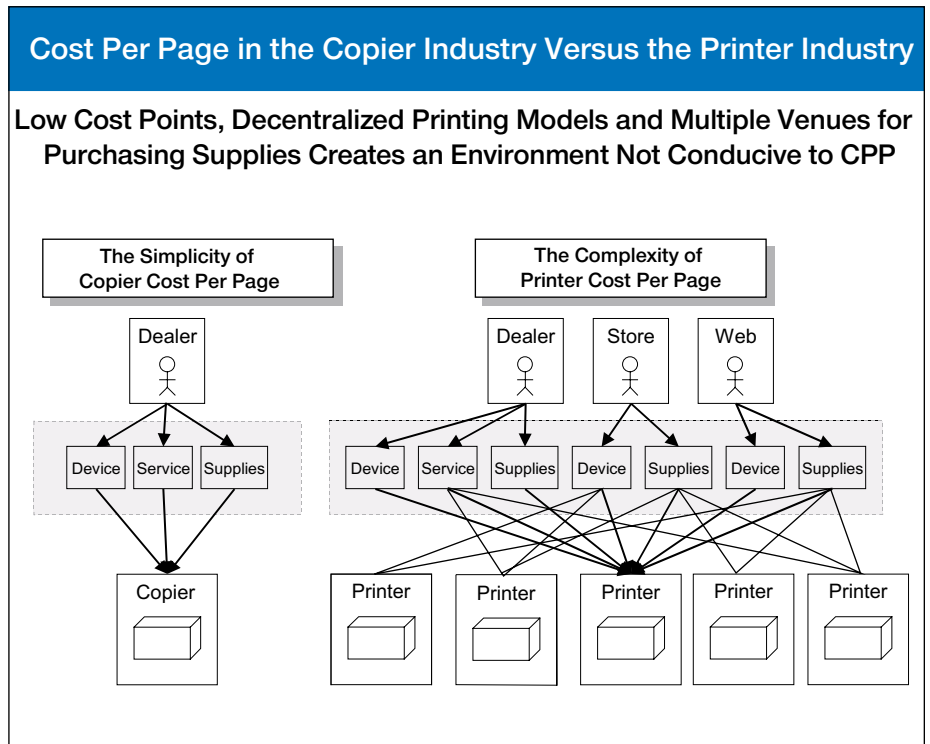 Cost Per Page in the Copier Industry Versus the Printer Industry
Low Cost Points, Decentralized Printing Models and Multiple Venues for
Purchasing Supplies Creates an Environment Not Conducive to CPP
The Simplicity of
Copier Cost Per Page
The Complexity of
Printer Cost Per Page
Dealer
Dealer
Store
Web
Device
Service
Supplies
Device
Service
Supplies
Device
Supplies
Device
Supplies
Copier
Printer
Printer
Printer
Printer
Printer